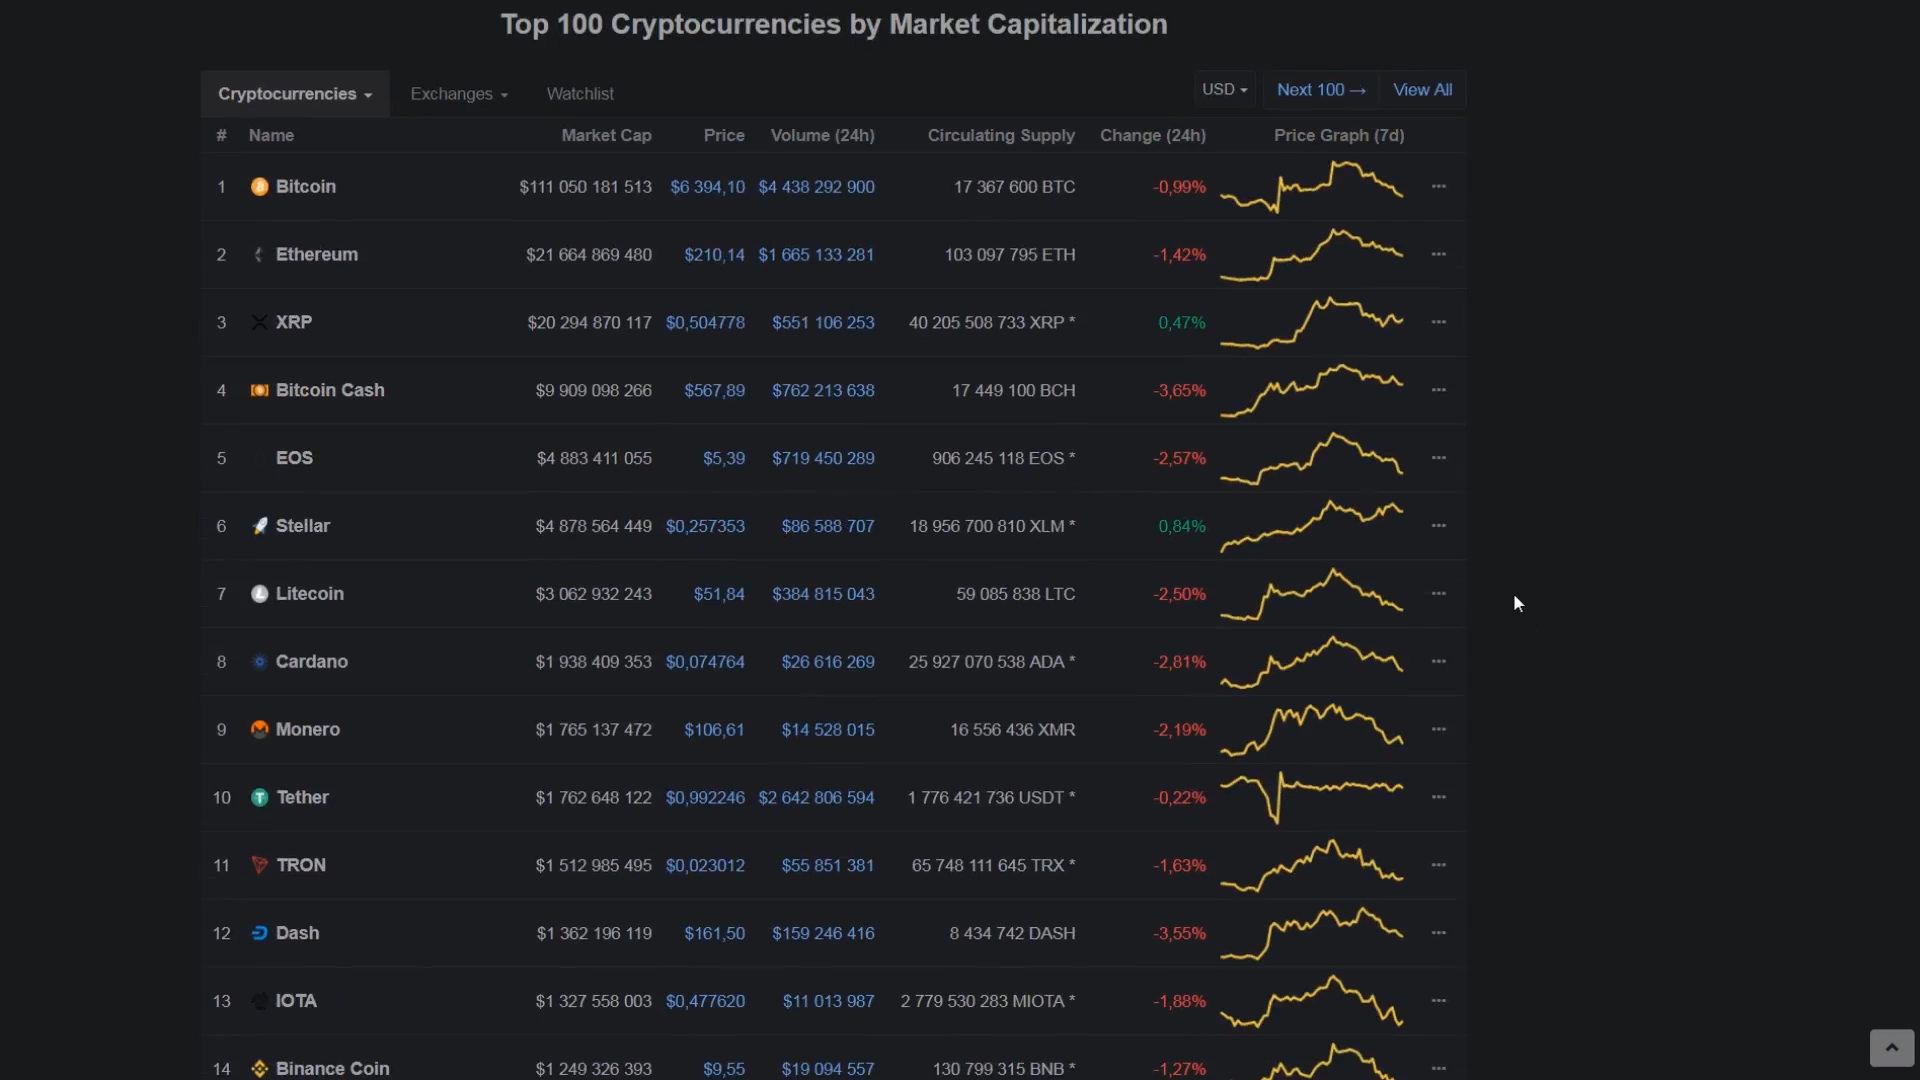 Top 100 Cryptocurrencies by Market Capitalization
Cryptocurrencies Exchanges Watchlist USD Next 100 → View All
# Name Market Cap Price Volume (24h) Circulating Supply Change (24h) Price Graph (7d)
1 Bitcoin $111 050 181 513 $6 394,10 $4 438 292 900 17 367 600 BTC -0,99%
2 Ethereum $21 664 869 480 $210,14 $1 665 133 281 103 097 795 ETH -1,42%
3 XRP $20 294 870 117 $0,504778 $551 106 253 40 205 508 733 XRP * 0,47%
4 Bitcoin Cash $9 909 098 266 $567,89 $762 213 638 17 449 100 BCH -3,65%
5 EOS $4 883 411 055 $5,39 $719 450 289 906 245 118 EOS * -2,57%
6 Stellar $4 878 564 449 $0,257353 $86 588 707 18 956 700 810 XLM * 0,84%
7 Litecoin $3 062 932 243 $51,84 $384 815 043 59 085 838 LTC -2,50%
8 Cardano $1 938 409 353 $0,074764 $26 616 269 25 927 070 538 ADA * -2,81%
9 Monero $1 765 137 472 $106,61 $14 528 015 16 556 436 XMR -2,19%
10 Tether $1 762 648 122 $0,992246 $2 642 806 594 1 776 421 736 USDT * -0,22%
11 TRON $1 512 985 495 $0,023012 $55 851 381 65 748 111 645 TRX * -1,63%
12 Dash $1 362 196 119 $161,50 $159 246 416 8 434 742 DASH -3,55%
13 IOTA $1 327 558 003 $0,477620 $11 013 987 2 779 530 283 MIOTA * -1,88%
14 Binance Coin $1 249 326 393 $9,55 $19 094 557 130 799 315 BNB * -1,27%